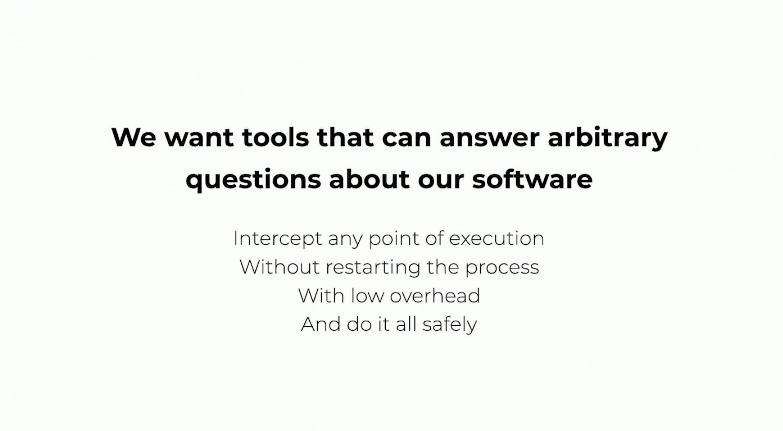 We want tools that can answer arbitrary
questions about our software
Intercept any point of execution
Without restarting the process
With low overhead
And do it all safely